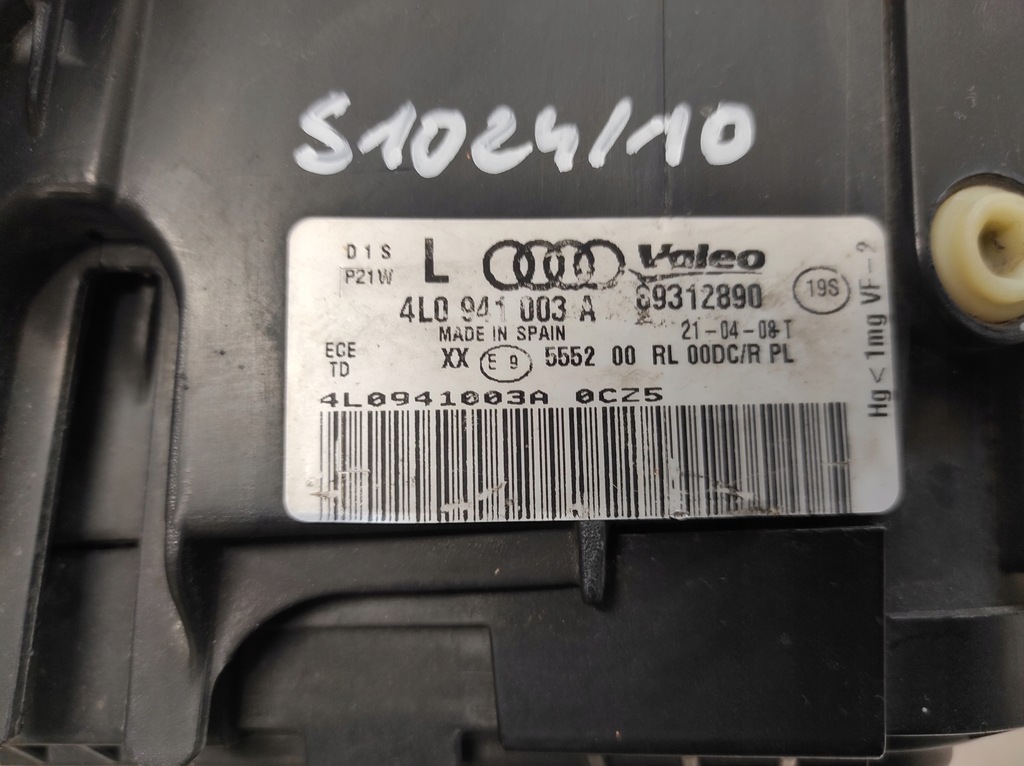 S1024/10
D1S L Valeo
P21W
4L0 941 003 A 89312890 19S
MADE IN SPAIN 21-04-08-T
ECE XX E9 5552 00 RL 00DC/R PL
TD
4L0941003A 0CZ5
Hg < 1mg VF-2